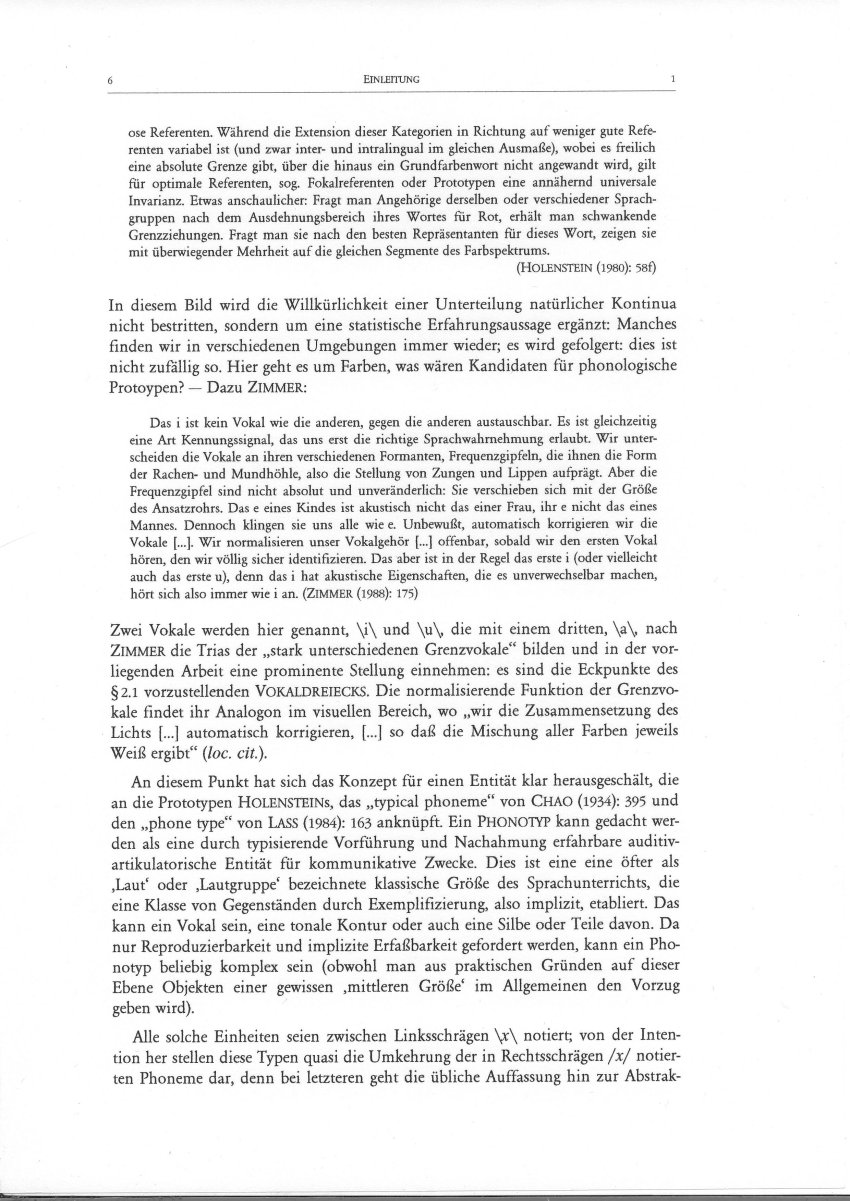 6 EINLEITUNG 1
ose Referenten. Während die Extension dieser Kategorien in Richtung auf weniger gute Refe-
renten variabel ist (und zwar inter- und intralingual im gleichen Ausmaße), wobei es freilich
eine absolute Grenze gibt, über die hinaus ein Grundfarbenwort nicht angewandt wird, gilt
für optimale Referenten, sog. Fokalreferenten oder Prototypen eine annähernd universale
Invarianz. Etwas anschaulicher: Fragt man Angehörige derselben oder verschiedener Sprach-
gruppen nach dem Ausdehnungsbereich ihres Wortes für Rot, erhält man schwankende
Grenzziehungen. Fragt man sie nach den besten Repräsentanten für dieses Wort, zeigen sie
mit überwiegender Mehrheit auf die gleichen Segmente des Farbspektrums.
(HOLENSTEIN (1980): 58f)
In diesem Bild wird die Willkürlichkeit einer Unterteilung natürlicher Kontinua
nicht bestritten, sondern um eine statistische Erfahrungsaussage ergänzt: Manches
finden wir in verschiedenen Umgebungen immer wieder; es wird gefolgert: dies ist
nicht zufällig so. Hier geht es um Farben, was wären Kandidaten für phonologische
Protoypen? — Dazu ZIMMER:
Das i ist kein Vokal wie die anderen, gegen die anderen austauschbar. Es ist gleichzeitig
eine Art Kennungssignal, das uns erst die richtige Sprachwahrnehmung erlaubt. Wir unter-
scheiden die Vokale an ihren verschiedenen Formanten, Frequenzgipfeln, die ihnen die Form
der Rachen- und Mundhöhle, also die Stellung von Zungen und Lippen aufprägt. Aber die
Frequenzgipfel sind nicht absolut und unveränderlich: Sie verschieben sich mit der Größe
des Ansatzrohrs. Das e eines Kindes ist akustisch nicht das einer Frau, ihr e nicht das eines
Mannes. Dennoch klingen sie uns alle wie e. Unbewußt, automatisch korrigieren wir die
Vokale [...]. Wir normalisieren unser Vokalgehör [...] offenbar, sobald wir den ersten Vokal
hören, den wir völlig sicher identifizieren. Das aber ist in der Regel das erste i (oder vielleicht
auch das erste u), denn das i hat akustische Eigenschaften, die es unverwechselbar machen,
hört sich also immer wie i an. (ZIMMER (1988): 175)
Zwei Vokale werden hier genannt, \i\ und \u\, die mit einem dritten, \a\, nach
ZIMMER die Trias der „stark unterschiedenen Grenzvokale“ bilden und in der vor-
liegenden Arbeit eine prominente Stellung einnehmen: es sind die Eckpunkte des
§ 2.1 vorzustellenden VOKALDREIECKS. Die normalisierende Funktion der Grenzvo-
kale findet ihr Analogon im visuellen Bereich, wo „wir die Zusammensetzung des
Lichts [...] automatisch korrigieren, [...] so daß die Mischung aller Farben jeweils
Weiß ergibt“ (loc. cit.).
An diesem Punkt hat sich das Konzept für einen Entität klar herausgeschält, die
an die Prototypen HOLENSTEINs, das „typical phoneme“ von CHAO (1934): 395 und
den „phone type“ von LASS (1984): 163 anknüpft. Ein PHONOTYP kann gedacht wer-
den als eine durch typisierende Vorführung und Nachahmung erfahrbare auditiv-
artikulatorische Entität für kommunikative Zwecke. Dies ist eine eine öfter als
‚Laut‘ oder ‚Lautgruppe‘ bezeichnete klassische Größe des Sprachunterrichts, die
eine Klasse von Gegenständen durch Exemplifizierung, also implizit, etabliert. Das
kann ein Vokal sein, eine tonale Kontur oder auch eine Silbe oder Teile davon. Da
nur Reproduzierbarkeit und implizite Erfaßbarkeit gefordert werden, kann ein Pho-
notyp beliebig komplex sein (obwohl man aus praktischen Gründen auf dieser
Ebene Objekten einer gewissen ‚mittleren Größe‘ im Allgemeinen den Vorzug
geben wird).
Alle solche Einheiten seien zwischen Linksschrägen \x\ notiert; von der Inten-
tion her stellen diese Typen quasi die Umkehrung der in Rechtsschrägen /x/ notier-
ten Phoneme dar, denn bei letzteren geht die übliche Auffassung hin zur Abstrak-